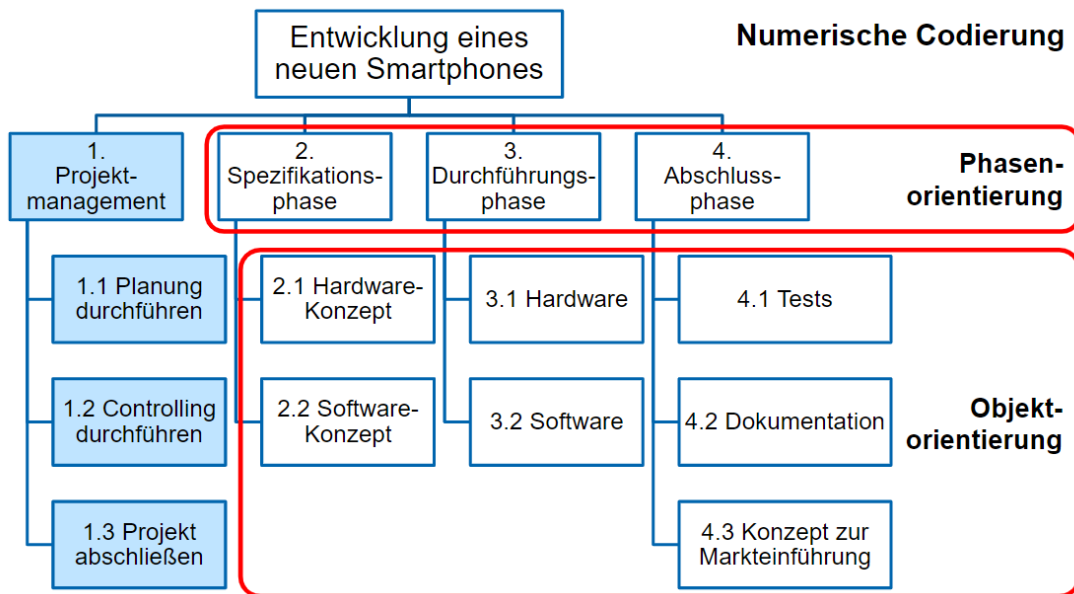 Entwicklung eines
neuen Smartphones
Numerische Codierung
1.
Projekt-
management
2.
Spezifikations-
phase
3.
Durchführungs-
phase
4.
Abschluss-
phase
Phasen-
orientierung
1.1 Planung
durchführen
2.1 Hardware-
Konzept
3.1 Hardware
4.1 Tests
1.2 Controlling
durchführen
2.2 Software-
Konzept
3.2 Software
4.2 Dokumentation
Objekt-
orientierung
1.3 Projekt
abschließen
4.3 Konzept zur
Markteinführung